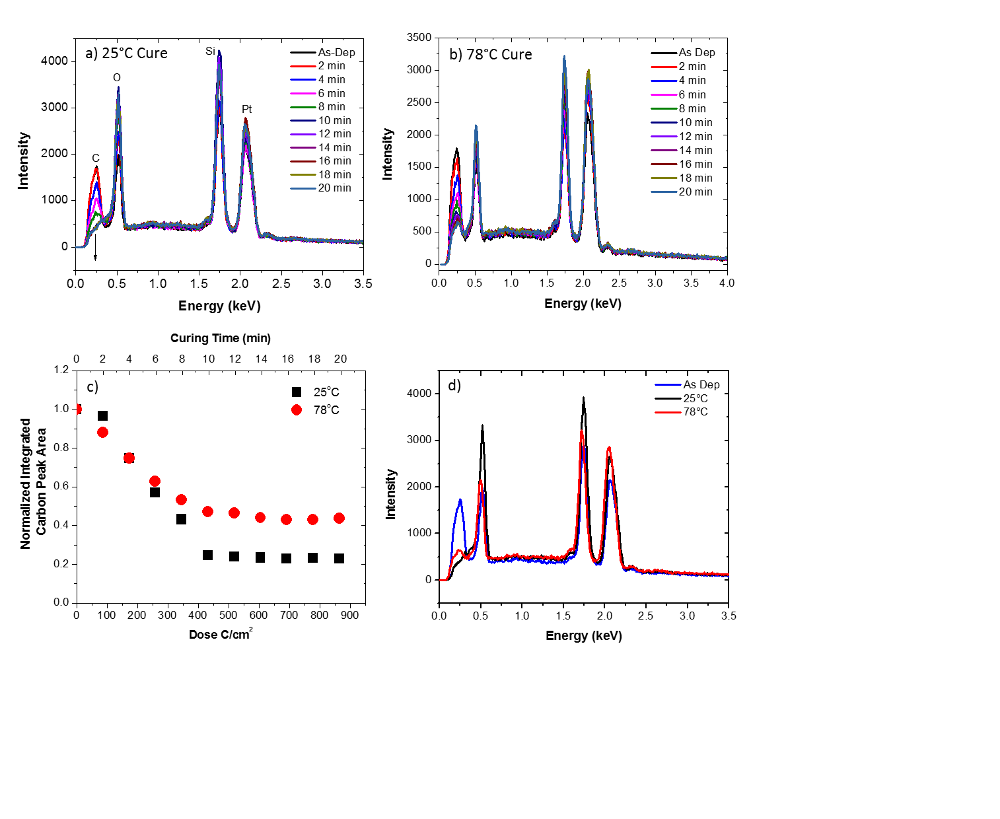 a) 25°C Cure
Si
O
Pt
C
As-Dep
2 min
4 min
6 min
8 min
10 min
12 min
14 min
16 min
18 min
20 min
4000
3000
2000
1000
0
Intensity
0.0 0.5 1.0 1.5 2.0 2.5 3.0 3.5
Energy (keV)
b) 78°C Cure
As Dep
2 min
4 min
6 min
8 min
10 min
12 min
14 min
16 min
18 min
20 min
3500
3000
2500
2000
1500
1000
500
0
Intensity
0.0 0.5 1.0 1.5 2.0 2.5 3.0 3.5 4.0
Energy (keV)
Curing Time (min)
0 2 4 6 8 10 12 14 16 18 20
c)
25°C
78°C
1.2
1.0
0.8
0.6
0.4
0.2
0.0
Normalized Integrated
Carbon Peak Area
0 100 200 300 400 500 600 700 800 900
Dose C/cm²
d)
As Dep
25°C
78°C
4000
3000
2000
1000
0
Intensity
0.0 0.5 1.0 1.5 2.0 2.5 3.0 3.5
Energy (keV)